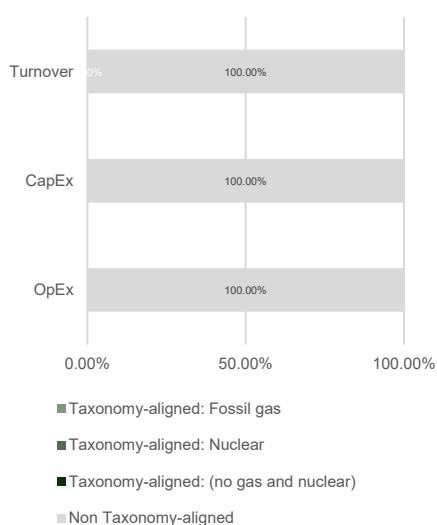 Turnover
0%
100.00%
CapEx
100.00%
OpEx
100.00%
0.00%
50.00%
100.00%
Taxonomy-aligned: Fossil gas
Taxonomy-aligned: Nuclear
Taxonomy-aligned: (no gas and nuclear)
Non Taxonomy-aligned